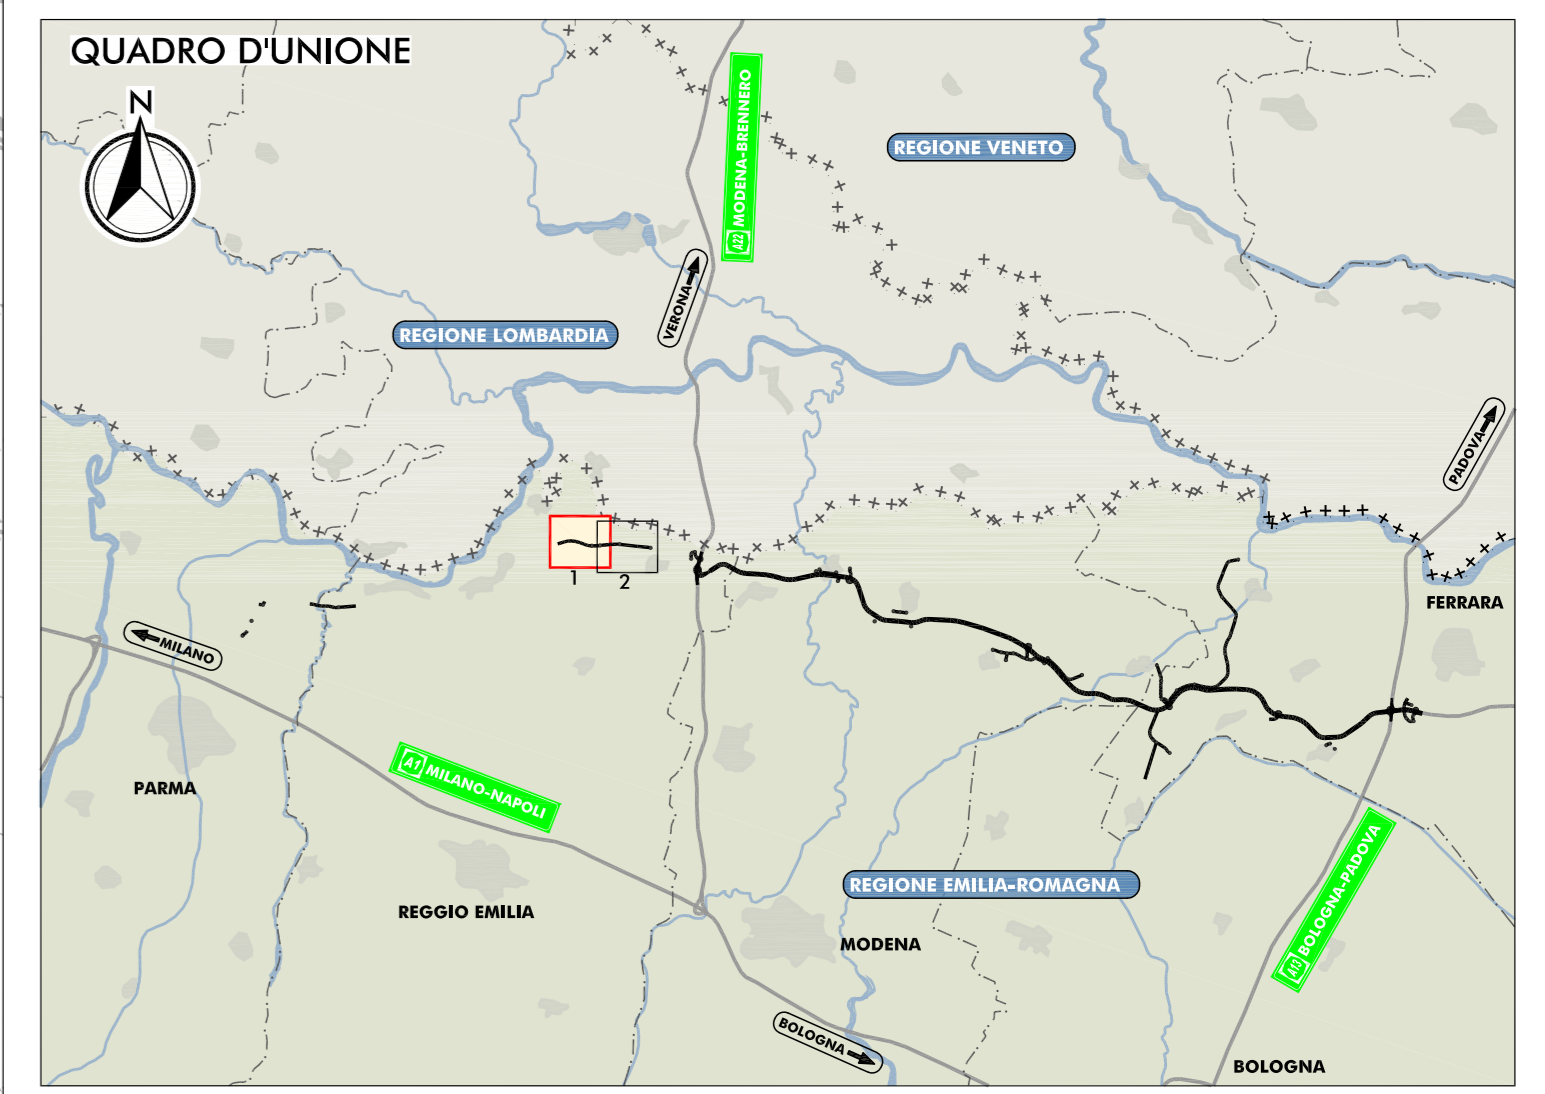 QUADRO D'UNIONE
N
A22 MODENA-BRENNERO
REGIONE VENETO
VERONA
REGIONE LOMBARDIA
PADOVA
1
2
FERRARA
MILANO
PARMA
A1 MILANO-NAPOLI
A13 BOLOGNA-PADOVA
REGIONE EMILIA-ROMAGNA
REGGIO EMILIA
MODENA
BOLOGNA
BOLOGNA